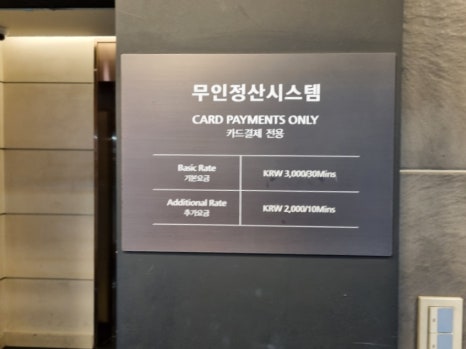 무인정산시스템
CARD PAYMENTS ONLY
카드결제 전용
Basic Rate
기본요금
KRW 3,000/30Mins
Additional Rate
추가요금
KRW 2,000/10Mins